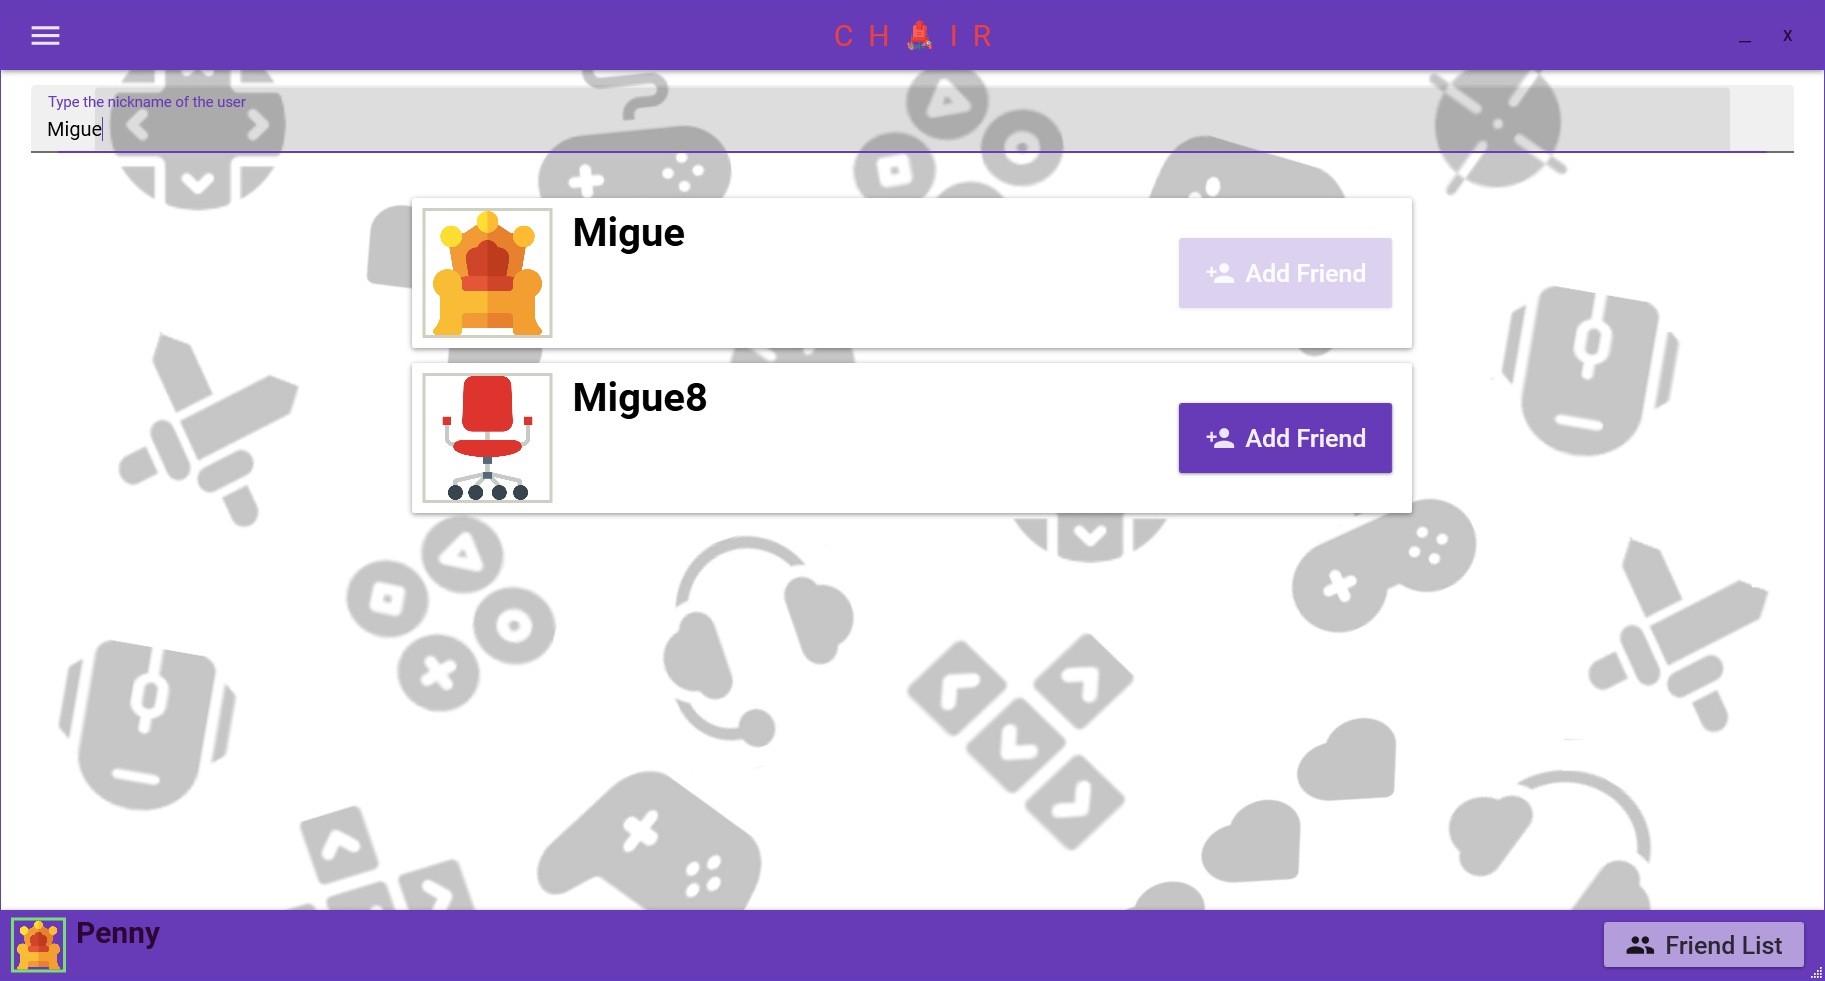 C H I R
_ x
Type the nickname of the user
Migue
Migue
Add Friend
Migue8
Add Friend
Penny
Friend List